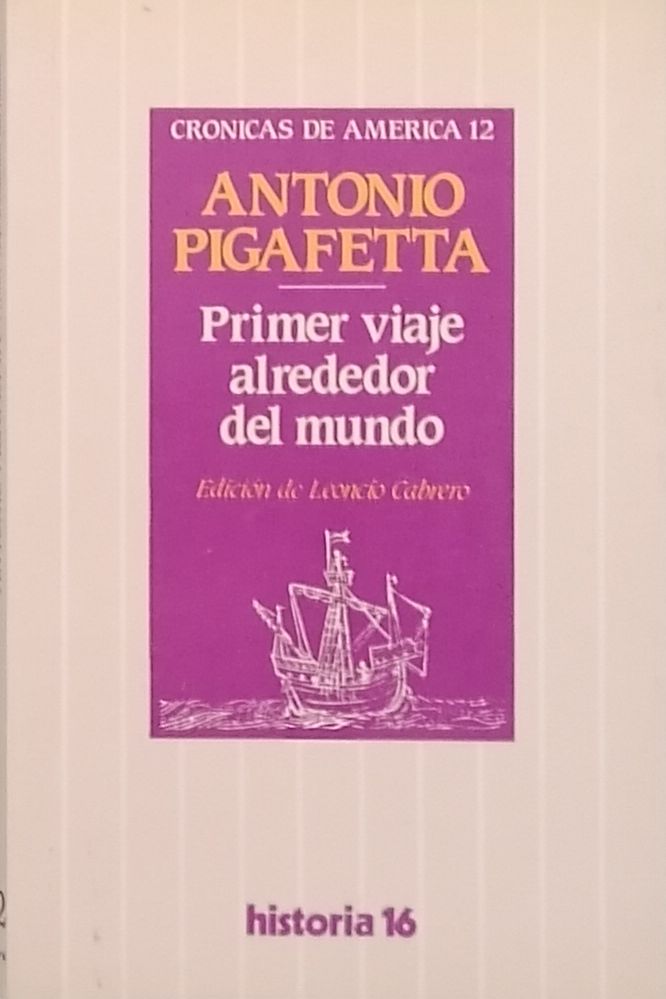 CRONICAS DE AMERICA 12
ANTONIO
PIGAFETTA
Primer viaje
alrededor
del mundo
Edición de Leoncio Cabrero
historia 16